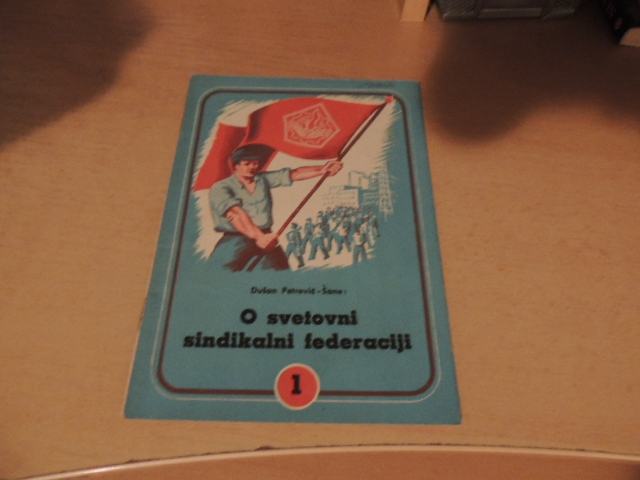 Dušan Petrović-Šane:
O svetovni
sindikalni federaciji
1